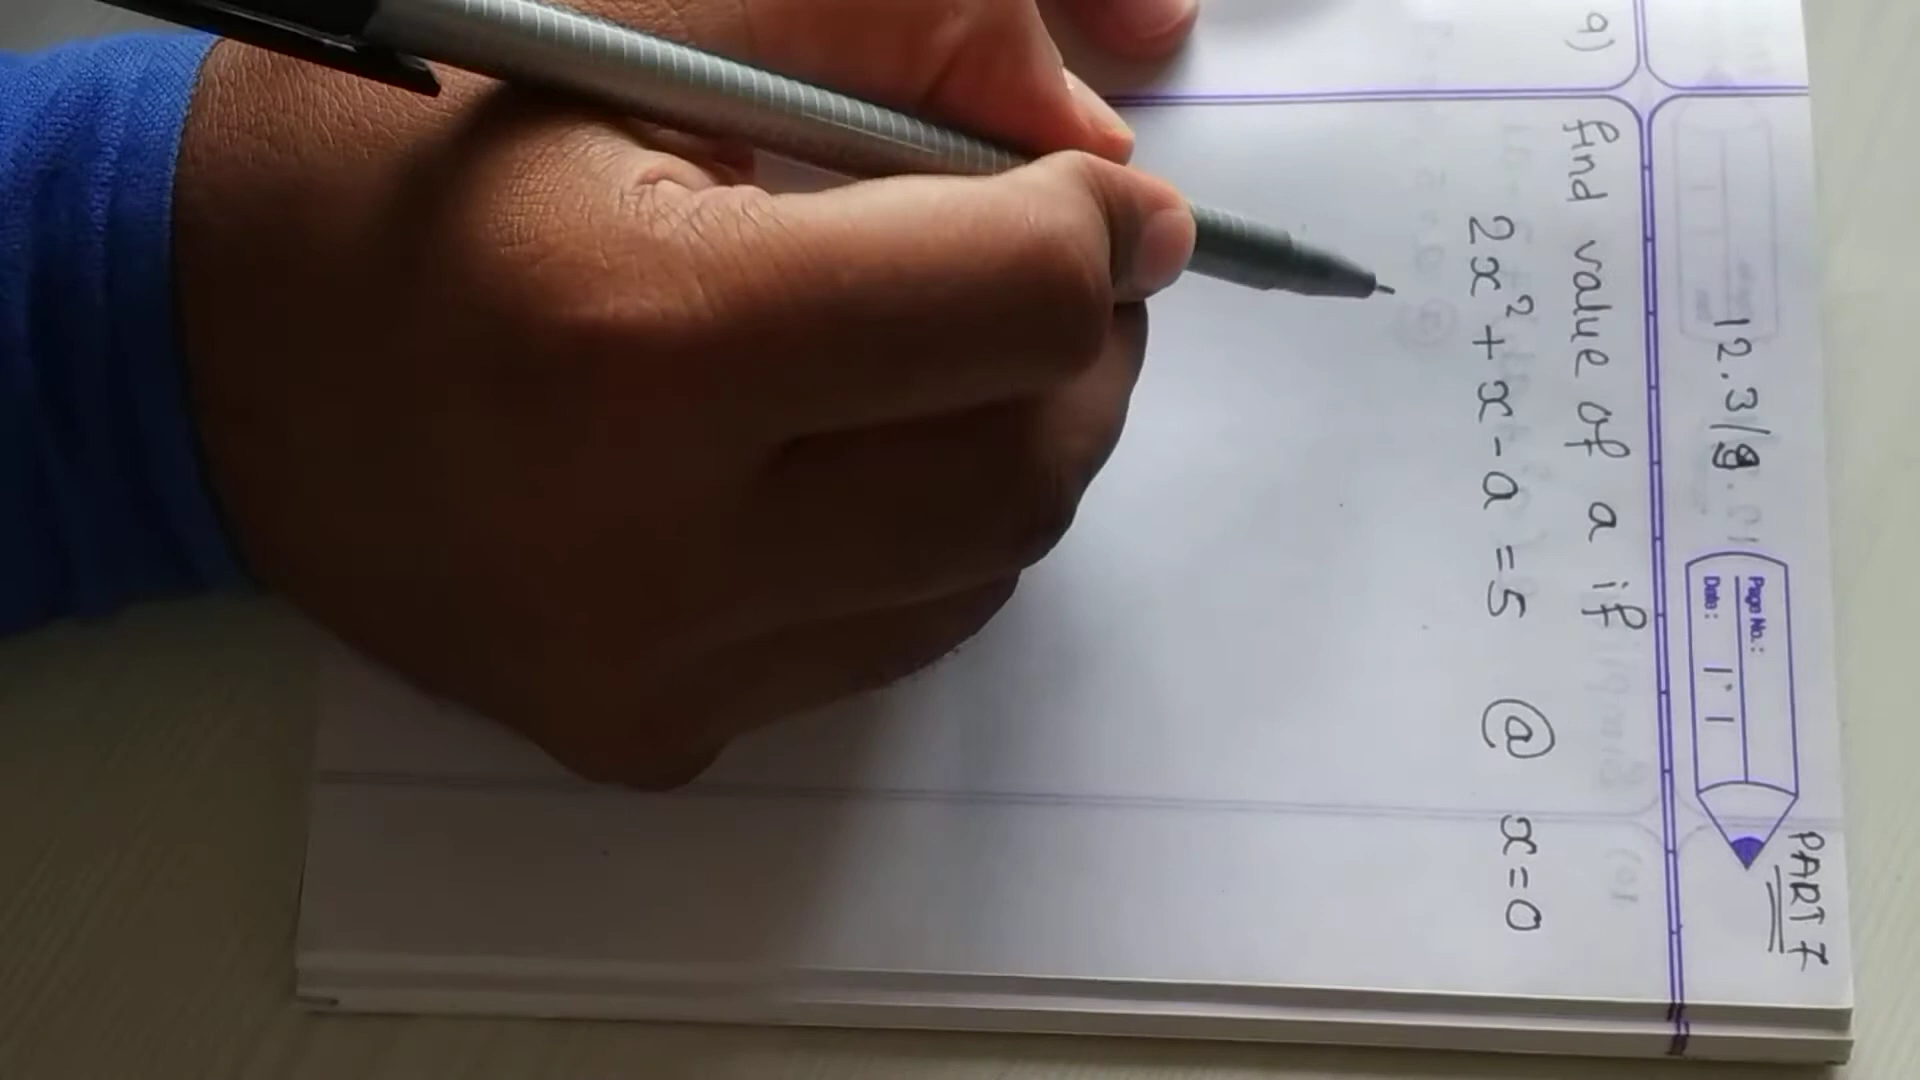 PART 7
12.3/9.
Page No.:
Date:
9) find value of a if
2x² + x - a = 5 @ x = 0